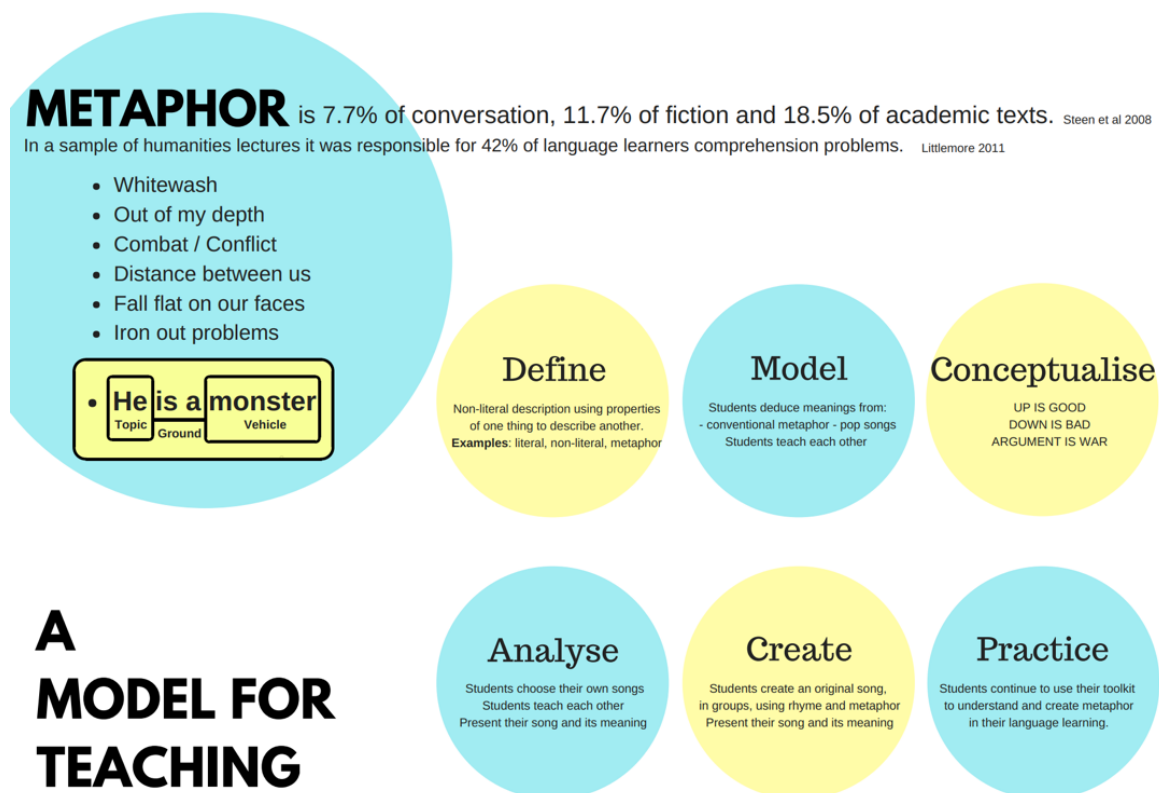 METAPHOR is 7.7% of conversation, 11.7% of fiction and 18.5% of academic texts. Steen et al 2008
In a sample of humanities lectures it was responsible for 42% of language learners comprehension problems. Littlemore 2011
• Whitewash
• Out of my depth
• Combat / Conflict
• Distance between us
• Fall flat on our faces
• Iron out problems
• He is a monster
Topic Ground Vehicle
Define
Non-literal description using properties
of one thing to describe another.
Examples: literal, non-literal, metaphor
Model
Students deduce meanings from:
- conventional metaphor - pop songs
Students teach each other
Conceptualise
UP IS GOOD
DOWN IS BAD
ARGUMENT IS WAR
A
MODEL FOR
TEACHING
Analyse
Students choose their own songs
Students teach each other
Present their song and its meaning
Create
Students create an original song,
in groups, using rhyme and metaphor
Present their song and its meaning
Practice
Students continue to use their toolkit
to understand and create metaphor
in their language learning.